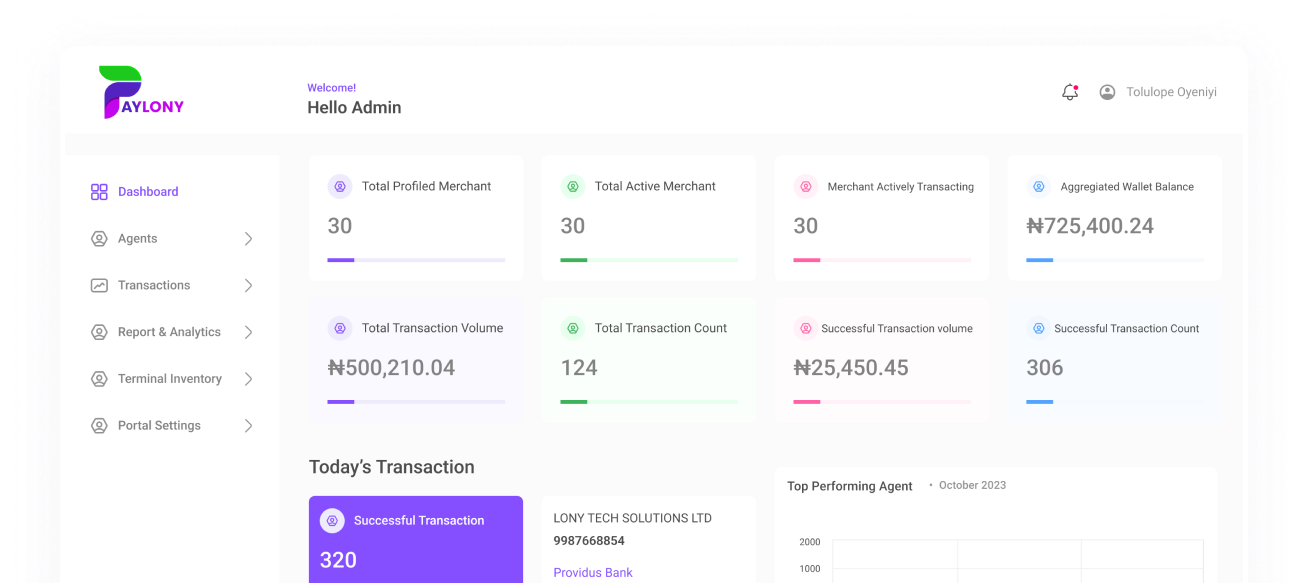 AYLONY
Welcome!
Hello Admin
Tolulope Oyeniyi
Dashboard
Agents
Transactions
Report & Analytics
Terminal Inventory
Portal Settings
Total Profiled Merchant
30
Total Active Merchant
30
Merchant Actively Transacting
30
Aggregiated Wallet Balance
₦725,400.24
Total Transaction Volume
₦500,210.04
Total Transaction Count
124
Successful Transaction volume
₦25,450.45
Successful Transaction Count
306
Today’s Transaction
Successful Transaction
320
LONY TECH SOLUTIONS LTD
9987668854
Providus Bank
Top Performing Agent • October 2023
2000
1000